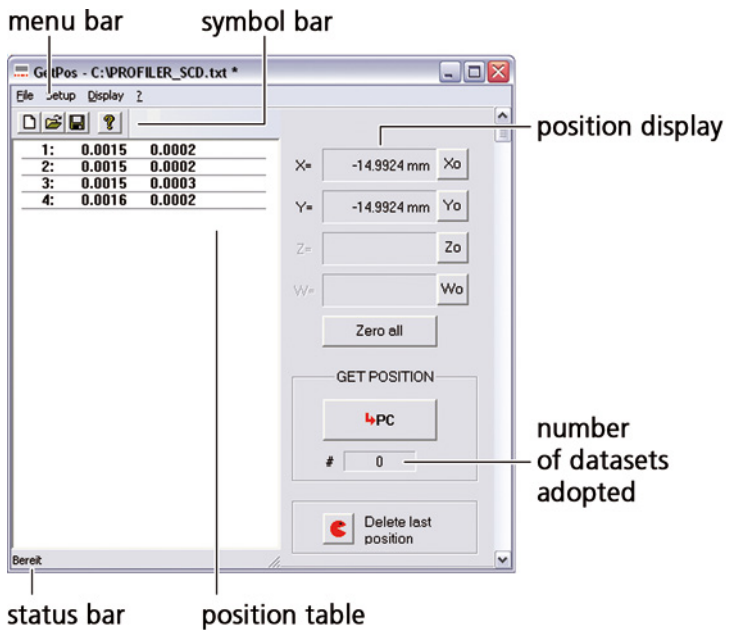 menu bar
symbol bar
GetPos - C:\PROFILER_SCD.txt *
File Setup Display ?
1: 0.0015 0.0002
2: 0.0015 0.0002
3: 0.0015 0.0003
4: 0.0016 0.0002
position display
X= -14.9924 mm Xo
Y= -14.9924 mm Yo
Z= Zo
W= Wo
Zero all
GET POSITION
PC
# 0
number
of datasets
adopted
Delete last
position
Bereit
status bar
position table